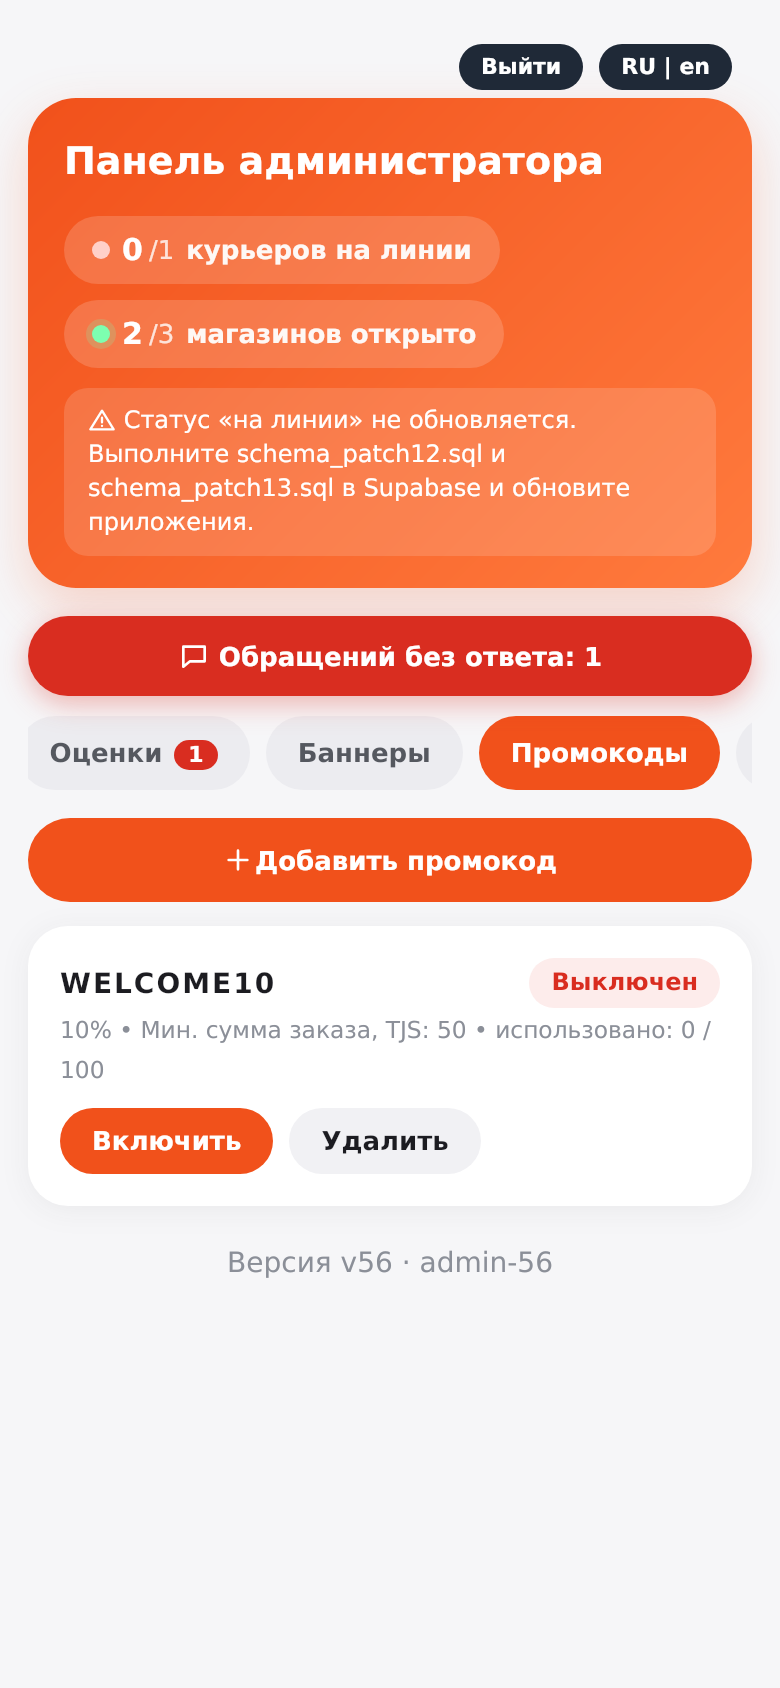 Выйти
RU | en
Панель администратора
0 /1 курьеров на линии
2 /3 магазинов открыто
Статус «на линии» не обновляется.
Выполните schema_patch12.sql и
schema_patch13.sql в Supabase и обновите
приложения.
Обращений без ответа: 1
Оценки 1
Баннеры
Промокоды
+ Добавить промокод
WELCOME10
Выключен
10% • Мин. сумма заказа, TJS: 50 • использовано: 0 /
100
Включить
Удалить
Версия v56 · admin-56